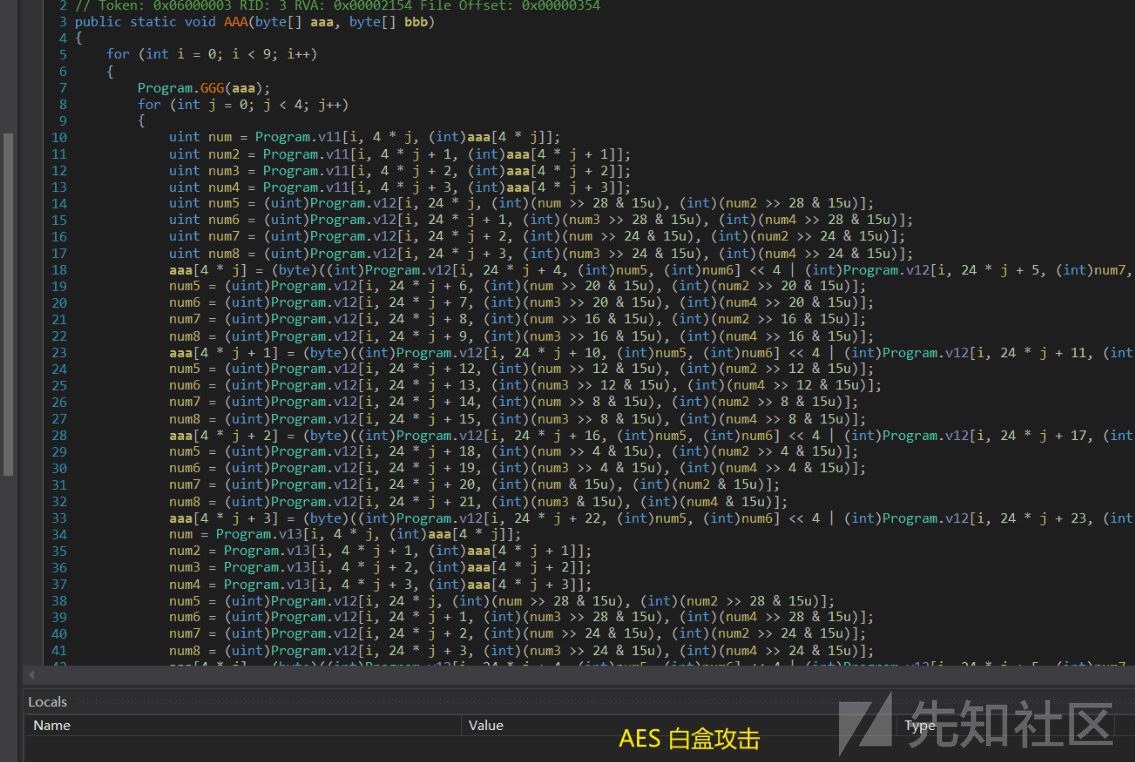 2 // Token: 0x06000003 RID: 3 RVA: 0x00002154 File Offset: 0x00000354
3 public static void AAA(byte[] aaa, byte[] bbb)
4 {
5 for (int i = 0; i < 9; i++)
6 {
7 Program.GGG(aaa);
8 for (int j = 0; j < 4; j++)
9 {
10 uint num = Program.v11[i, 4 * j, (int)aaa[4 * j]];
11 uint num2 = Program.v11[i, 4 * j + 1, (int)aaa[4 * j + 1]];
12 uint num3 = Program.v11[i, 4 * j + 2, (int)aaa[4 * j + 2]];
13 uint num4 = Program.v11[i, 4 * j + 3, (int)aaa[4 * j + 3]];
14 uint num5 = (uint)Program.v12[i, 24 * j, (int)(num >> 28 & 15u), (int)(num2 >> 28 & 15u)];
15 uint num6 = (uint)Program.v12[i, 24 * j + 1, (int)(num3 >> 28 & 15u), (int)(num4 >> 28 & 15u)];
16 uint num7 = (uint)Program.v12[i, 24 * j + 2, (int)(num >> 24 & 15u), (int)(num2 >> 24 & 15u)];
17 uint num8 = (uint)Program.v12[i, 24 * j + 3, (int)(num3 >> 24 & 15u), (int)(num4 >> 24 & 15u)];
18 aaa[4 * j] = (byte)((int)Program.v12[i, 24 * j + 4, (int)num5, (int)num6] << 4 | (int)Program.v12[i, 24 * j + 5, (int)num7,
19 num5 = (uint)Program.v12[i, 24 * j + 6, (int)(num >> 20 & 15u), (int)(num2 >> 20 & 15u)];
20 num6 = (uint)Program.v12[i, 24 * j + 7, (int)(num3 >> 20 & 15u), (int)(num4 >> 20 & 15u)];
21 num7 = (uint)Program.v12[i, 24 * j + 8, (int)(num >> 16 & 15u), (int)(num2 >> 16 & 15u)];
22 num8 = (uint)Program.v12[i, 24 * j + 9, (int)(num3 >> 16 & 15u), (int)(num4 >> 16 & 15u)];
23 aaa[4 * j + 1] = (byte)((int)Program.v12[i, 24 * j + 10, (int)num5, (int)num6] << 4 | (int)Program.v12[i, 24 * j + 11, (int
24 num5 = (uint)Program.v12[i, 24 * j + 12, (int)(num >> 12 & 15u), (int)(num2 >> 12 & 15u)];
25 num6 = (uint)Program.v12[i, 24 * j + 13, (int)(num3 >> 12 & 15u), (int)(num4 >> 12 & 15u)];
26 num7 = (uint)Program.v12[i, 24 * j + 14, (int)(num >> 8 & 15u), (int)(num2 >> 8 & 15u)];
27 num8 = (uint)Program.v12[i, 24 * j + 15, (int)(num3 >> 8 & 15u), (int)(num4 >> 8 & 15u)];
28 aaa[4 * j + 2] = (byte)((int)Program.v12[i, 24 * j + 16, (int)num5, (int)num6] << 4 | (int)Program.v12[i, 24 * j + 17, (int
29 num5 = (uint)Program.v12[i, 24 * j + 18, (int)(num >> 4 & 15u), (int)(num2 >> 4 & 15u)];
30 num6 = (uint)Program.v12[i, 24 * j + 19, (int)(num3 >> 4 & 15u), (int)(num4 >> 4 & 15u)];
31 num7 = (uint)Program.v12[i, 24 * j + 20, (int)(num & 15u), (int)(num2 & 15u)];
32 num8 = (uint)Program.v12[i, 24 * j + 21, (int)(num3 & 15u), (int)(num4 & 15u)];
33 aaa[4 * j + 3] = (byte)((int)Program.v12[i, 24 * j + 22, (int)num5, (int)num6] << 4 | (int)Program.v12[i, 24 * j + 23, (int
34 num = Program.v13[i, 4 * j, (int)aaa[4 * j]];
35 num2 = Program.v13[i, 4 * j + 1, (int)aaa[4 * j + 1]];
36 num3 = Program.v13[i, 4 * j + 2, (int)aaa[4 * j + 2]];
37 num4 = Program.v13[i, 4 * j + 3, (int)aaa[4 * j + 3]];
38 num5 = (uint)Program.v12[i, 24 * j, (int)(num >> 28 & 15u), (int)(num2 >> 28 & 15u)];
39 num6 = (uint)Program.v12[i, 24 * j + 1, (int)(num3 >> 28 & 15u), (int)(num4 >> 28 & 15u)];
40 num7 = (uint)Program.v12[i, 24 * j + 2, (int)(num >> 24 & 15u), (int)(num2 >> 24 & 15u)];
41 num8 = (uint)Program.v12[i, 24 * j + 3, (int)(num3 >> 24 & 15u), (int)(num4 >> 24 & 15u)];
Locals
Name Value Type
AES 白盒攻击
先知社区